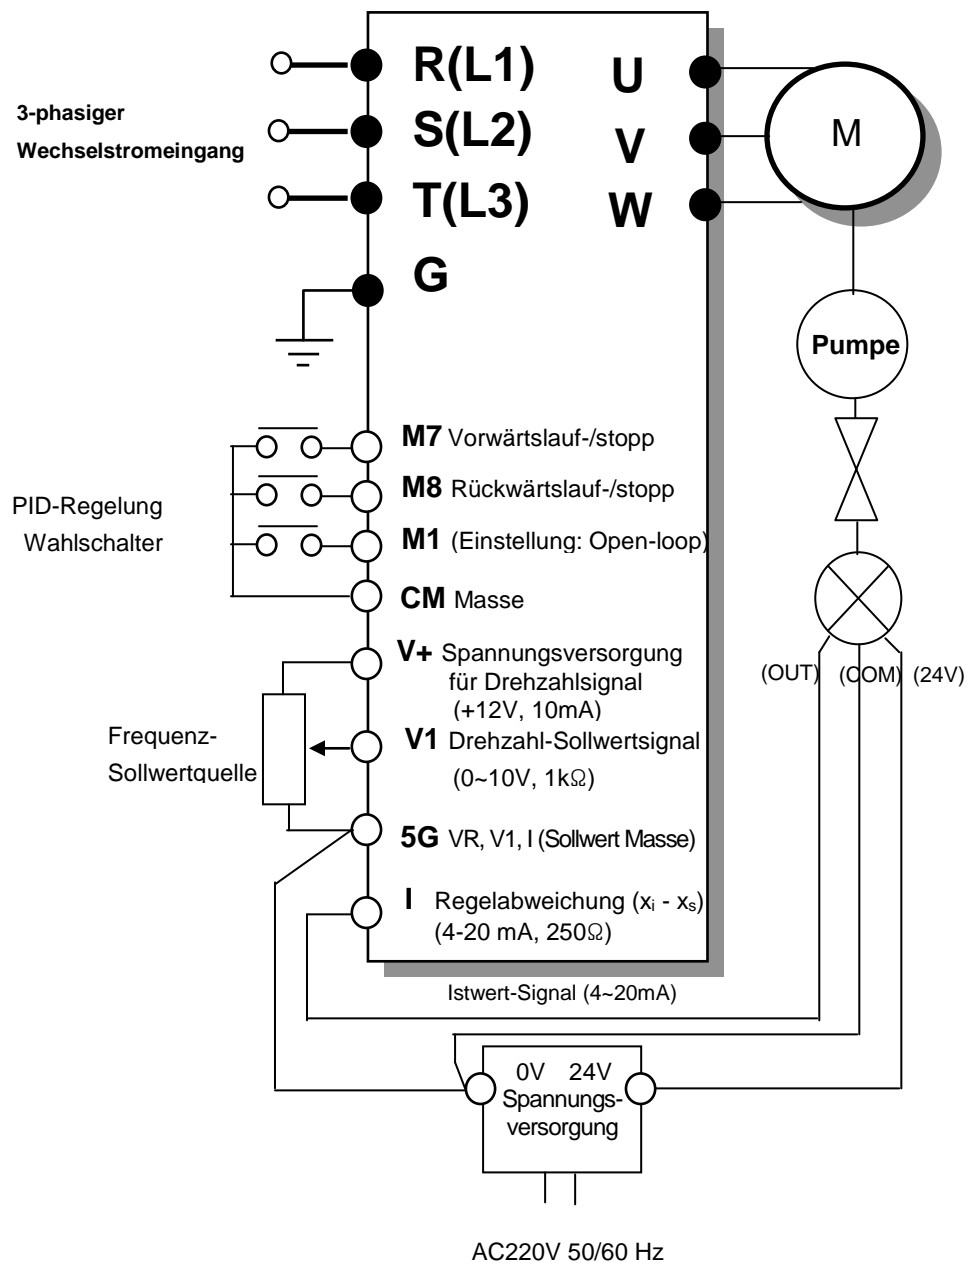 R(L1)
U
3-phasiger
Wechselstromeingang
S(L2)
V
M
T(L3)
W
G
Pumpe
M7 Vorwärtslauf-/stopp
M8 Rückwärtslauf-/stopp
PID-Regelung
Wahlschalter
M1 (Einstellung: Open-loop)
CM Masse
V+ Spannungsversorgung
für Drehzahlsignal
(+12V, 10mA)
(OUT) (COM) (24V)
Frequenz-
Sollwertquelle
V1 Drehzahl-Sollwertsignal
(0~10V, 1kΩ)
5G VR, V1, I (Sollwert Masse)
I Regelabweichung (xᵢ - xₛ)
(4-20 mA, 250Ω)
Istwert-Signal (4~20mA)
0V 24V
Spannungs-
versorgung
AC220V 50/60 Hz